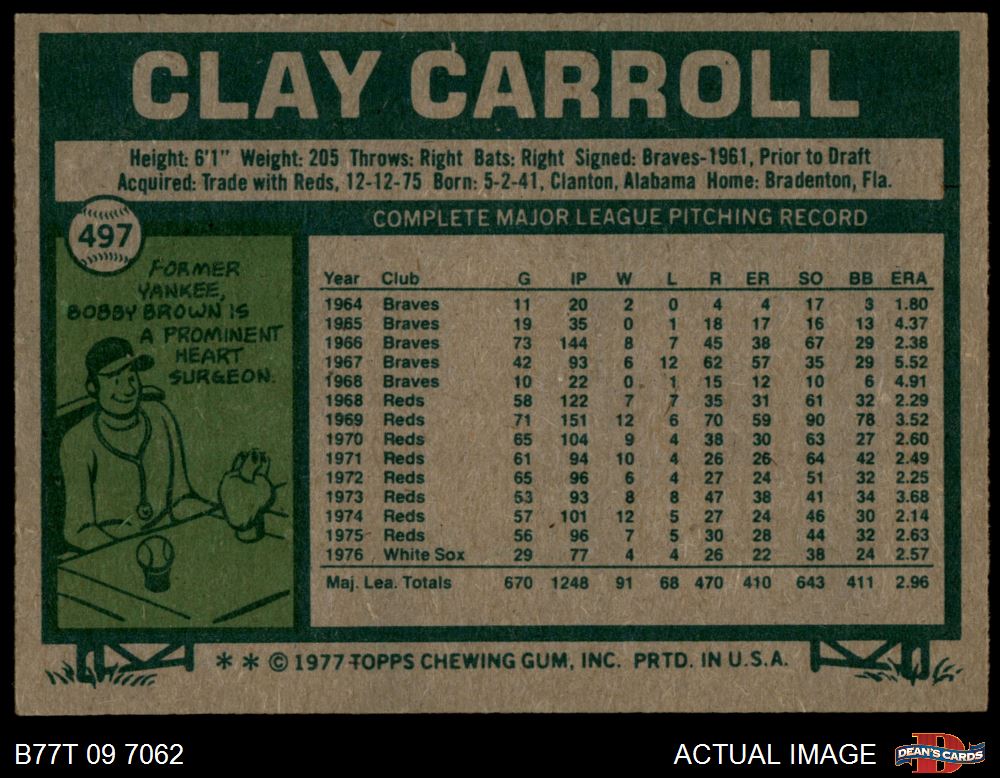 CLAY CARROLL
Height: 6'1" Weight: 205 Throws: Right Bats: Right Signed: Braves-1961, Prior to Draft
Acquired: Trade with Reds, 12-12-75 Born: 5-2-41, Clanton, Alabama Home: Bradenton, Fla.
497
FORMER
YANKEE,
BOBBY BROWN IS
A PROMINENT
HEART
SURGEON.
COMPLETE MAJOR LEAGUE PITCHING RECORD
Year Club G IP W L R ER SO BB ERA
1964 Braves 11 20 2 0 4 4 17 3 1.80
1965 Braves 19 35 0 1 18 17 16 13 4.37
1966 Braves 73 144 8 7 45 38 67 29 2.38
1967 Braves 42 93 6 12 62 57 35 29 5.52
1968 Braves 10 22 0 1 15 12 10 6 4.91
1968 Reds 58 122 7 7 35 31 61 32 2.29
1969 Reds 71 151 12 6 70 59 90 78 3.52
1970 Reds 65 104 9 4 38 30 63 27 2.60
1971 Reds 61 94 10 4 26 26 64 42 2.49
1972 Reds 65 96 6 4 27 24 51 32 2.25
1973 Reds 53 93 8 8 47 38 41 34 3.68
1974 Reds 57 101 12 5 27 24 46 30 2.14
1975 Reds 56 96 7 5 30 28 44 32 2.63
1976 White Sox 29 77 4 4 26 22 38 24 2.57
Maj. Lea. Totals 670 1248 91 68 470 410 643 411 2.96
* * © 1977 TOPPS CHEWING GUM, INC. PRTD. IN U.S.A.
B77T 09 7062
ACTUAL IMAGE
D
DEAN'S CARDS